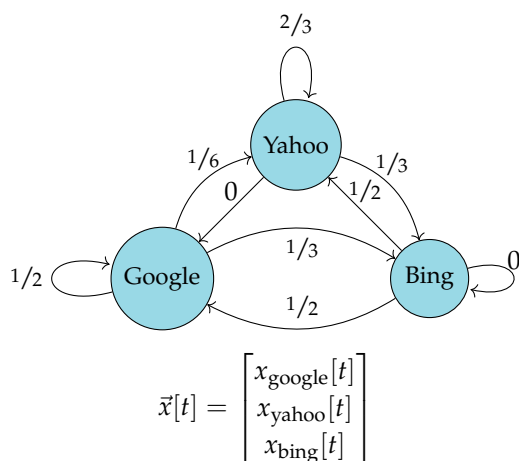 2/3
Yahoo
1/6
1/3
0
1/2
1/2
Google
1/3
Bing
0
1/2
x⃗[t] = [x_google[t]
x_yahoo[t]
x_bing[t]]